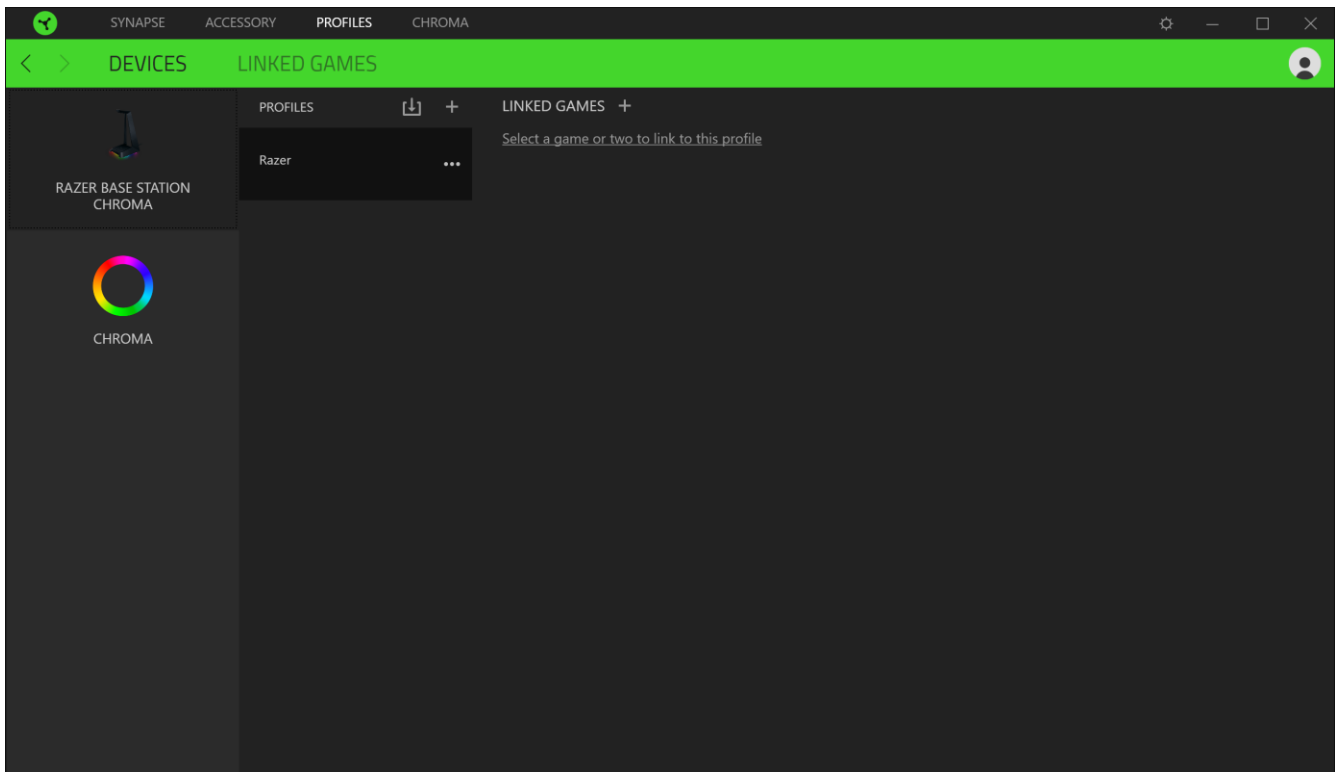 SYNAPSE ACCESSORY PROFILES CHROMA
DEVICES LINKED GAMES
RAZER BASE STATION
CHROMA
CHROMA
PROFILES
Razer
LINKED GAMES
Select a game or two to link to this profile